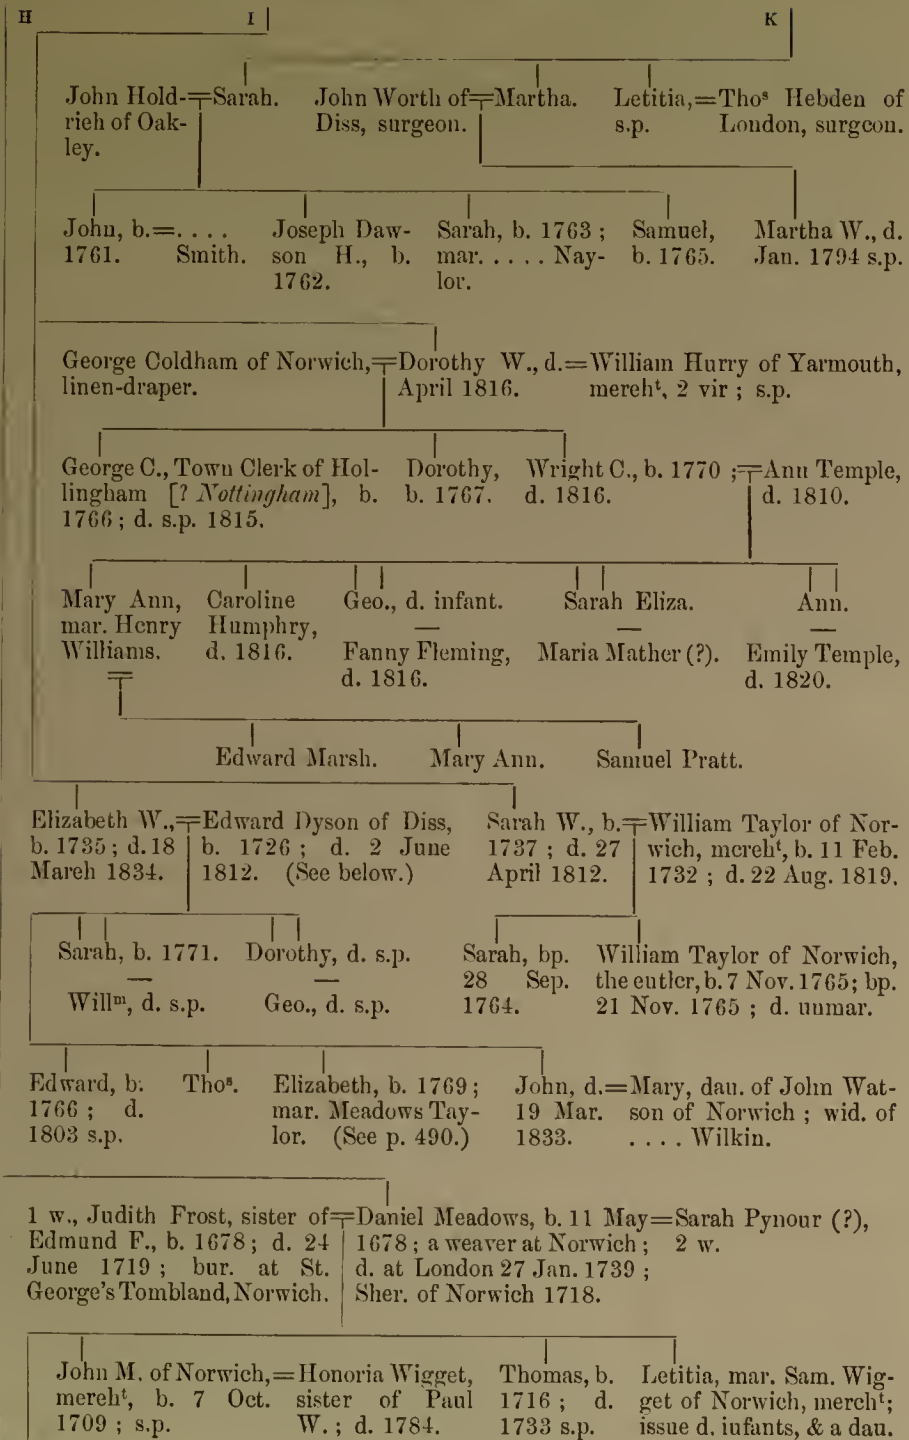 H I K
John Hold-=Sarah. John Worth of=Martha. Letitia,=Thoˢ Hebden of
rich of Oak- Diss, surgeon. s.p. London, surgeon.
ley.
John, b.=. . . . Joseph Daw- Sarah, b. 1763 ; Samuel, Martha W., d.
1761. Smith. son H., b. mar. . . . . Nay- b. 1765. Jan. 1794 s.p.
1762. lor.
George Coldham of Norwich,=Dorothy W., d.=William Hurry of Yarmouth,
linen-draper. April 1816. merchᵗ, 2 vir ; s.p.
George C., Town Clerk of Hol- Dorothy, Wright C., b. 1770 ;=Ann Temple,
lingham [? Nottingham], b. b. 1767. d. 1816. d. 1810.
1766 ; d. s.p. 1815.
Mary Ann, Caroline Geo., d. infant. Sarah Eliza. Ann.
mar. Henry Humphry, — — —
Williams. d. 1816. Fanny Fleming, Maria Mather (?). Emily Temple,
d. 1816. d. 1820.
Edward Marsh. Mary Ann. Samuel Pratt.
Elizabeth W.,=Edward Dyson of Diss, Sarah W., b.=William Taylor of Nor-
b. 1735 ; d. 18 b. 1726 ; d. 2 June 1737 ; d. 27 wich, merchᵗ, b. 11 Feb.
March 1834. 1812. (See below.) April 1812. 1732 ; d. 22 Aug. 1819.
Sarah, b. 1771. Dorothy, d. s.p. Sarah, bp. William Taylor of Norwich,
— — 28 Sep. the cutler, b. 7 Nov. 1765; bp.
Willᵐ, d. s.p. Geo., d. s.p. 1764. 21 Nov. 1765 ; d. unmar.
Edward, b. Thoˢ. Elizabeth, b. 1769 ; John, d.=Mary, dau. of John Wat-
1766 ; d. mar. Meadows Tay- 19 Mar. son of Norwich ; wid. of
1803 s.p. lor. (See p. 490.) 1833. . . . . Wilkin.
1 w., Judith Frost, sister of=Daniel Meadows, b. 11 May=Sarah Pynour (?),
Edmund F., b. 1678 ; d. 24 1678 ; a weaver at Norwich ; 2 w.
June 1719 ; bur. at St. d. at London 27 Jan. 1739 ;
George's Tombland, Norwich. Sher. of Norwich 1718.
John M. of Norwich,=Honoria Wigget, Thomas, b. Letitia, mar. Sam. Wig-
merchᵗ, b. 7 Oct. sister of Paul 1716 ; d. get of Norwich, merchᵗ;
1709 ; s.p. W. ; d. 1784. 1733 s.p. issue d. infants, & a dau.